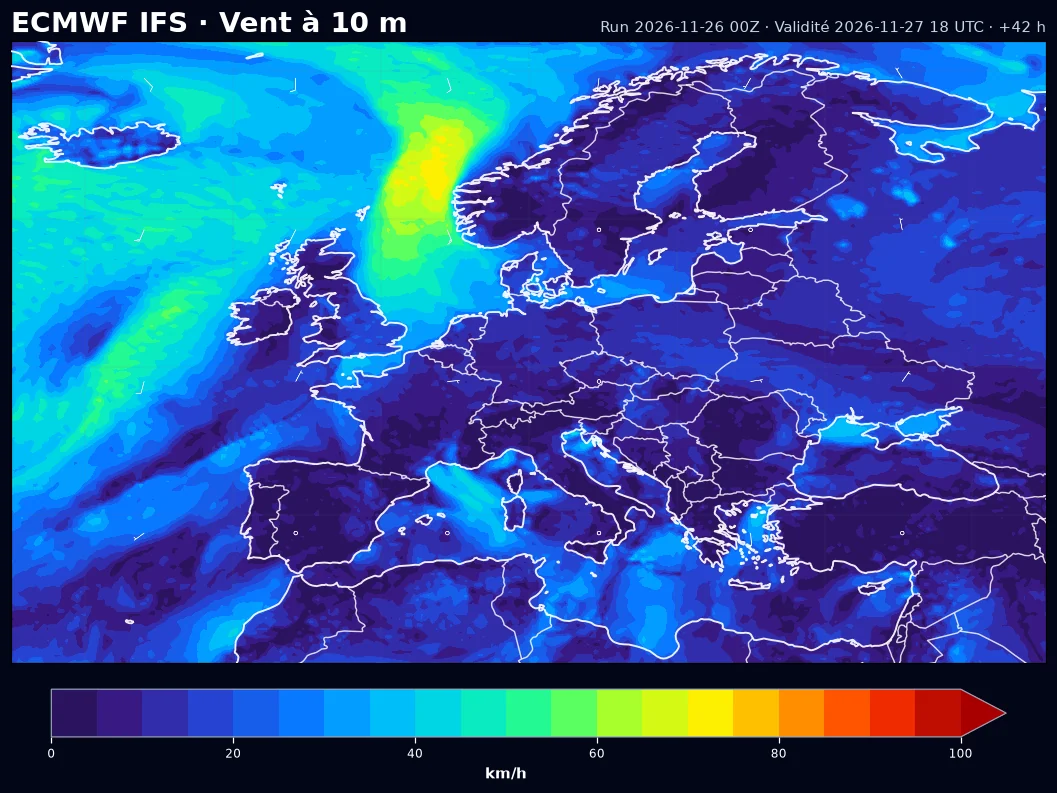 ECMWF IFS · Vent à 10 m
Run 2026-11-26 00Z · Validité 2026-11-27 18 UTC · +42 h
0 20 40 60 80 100
km/h